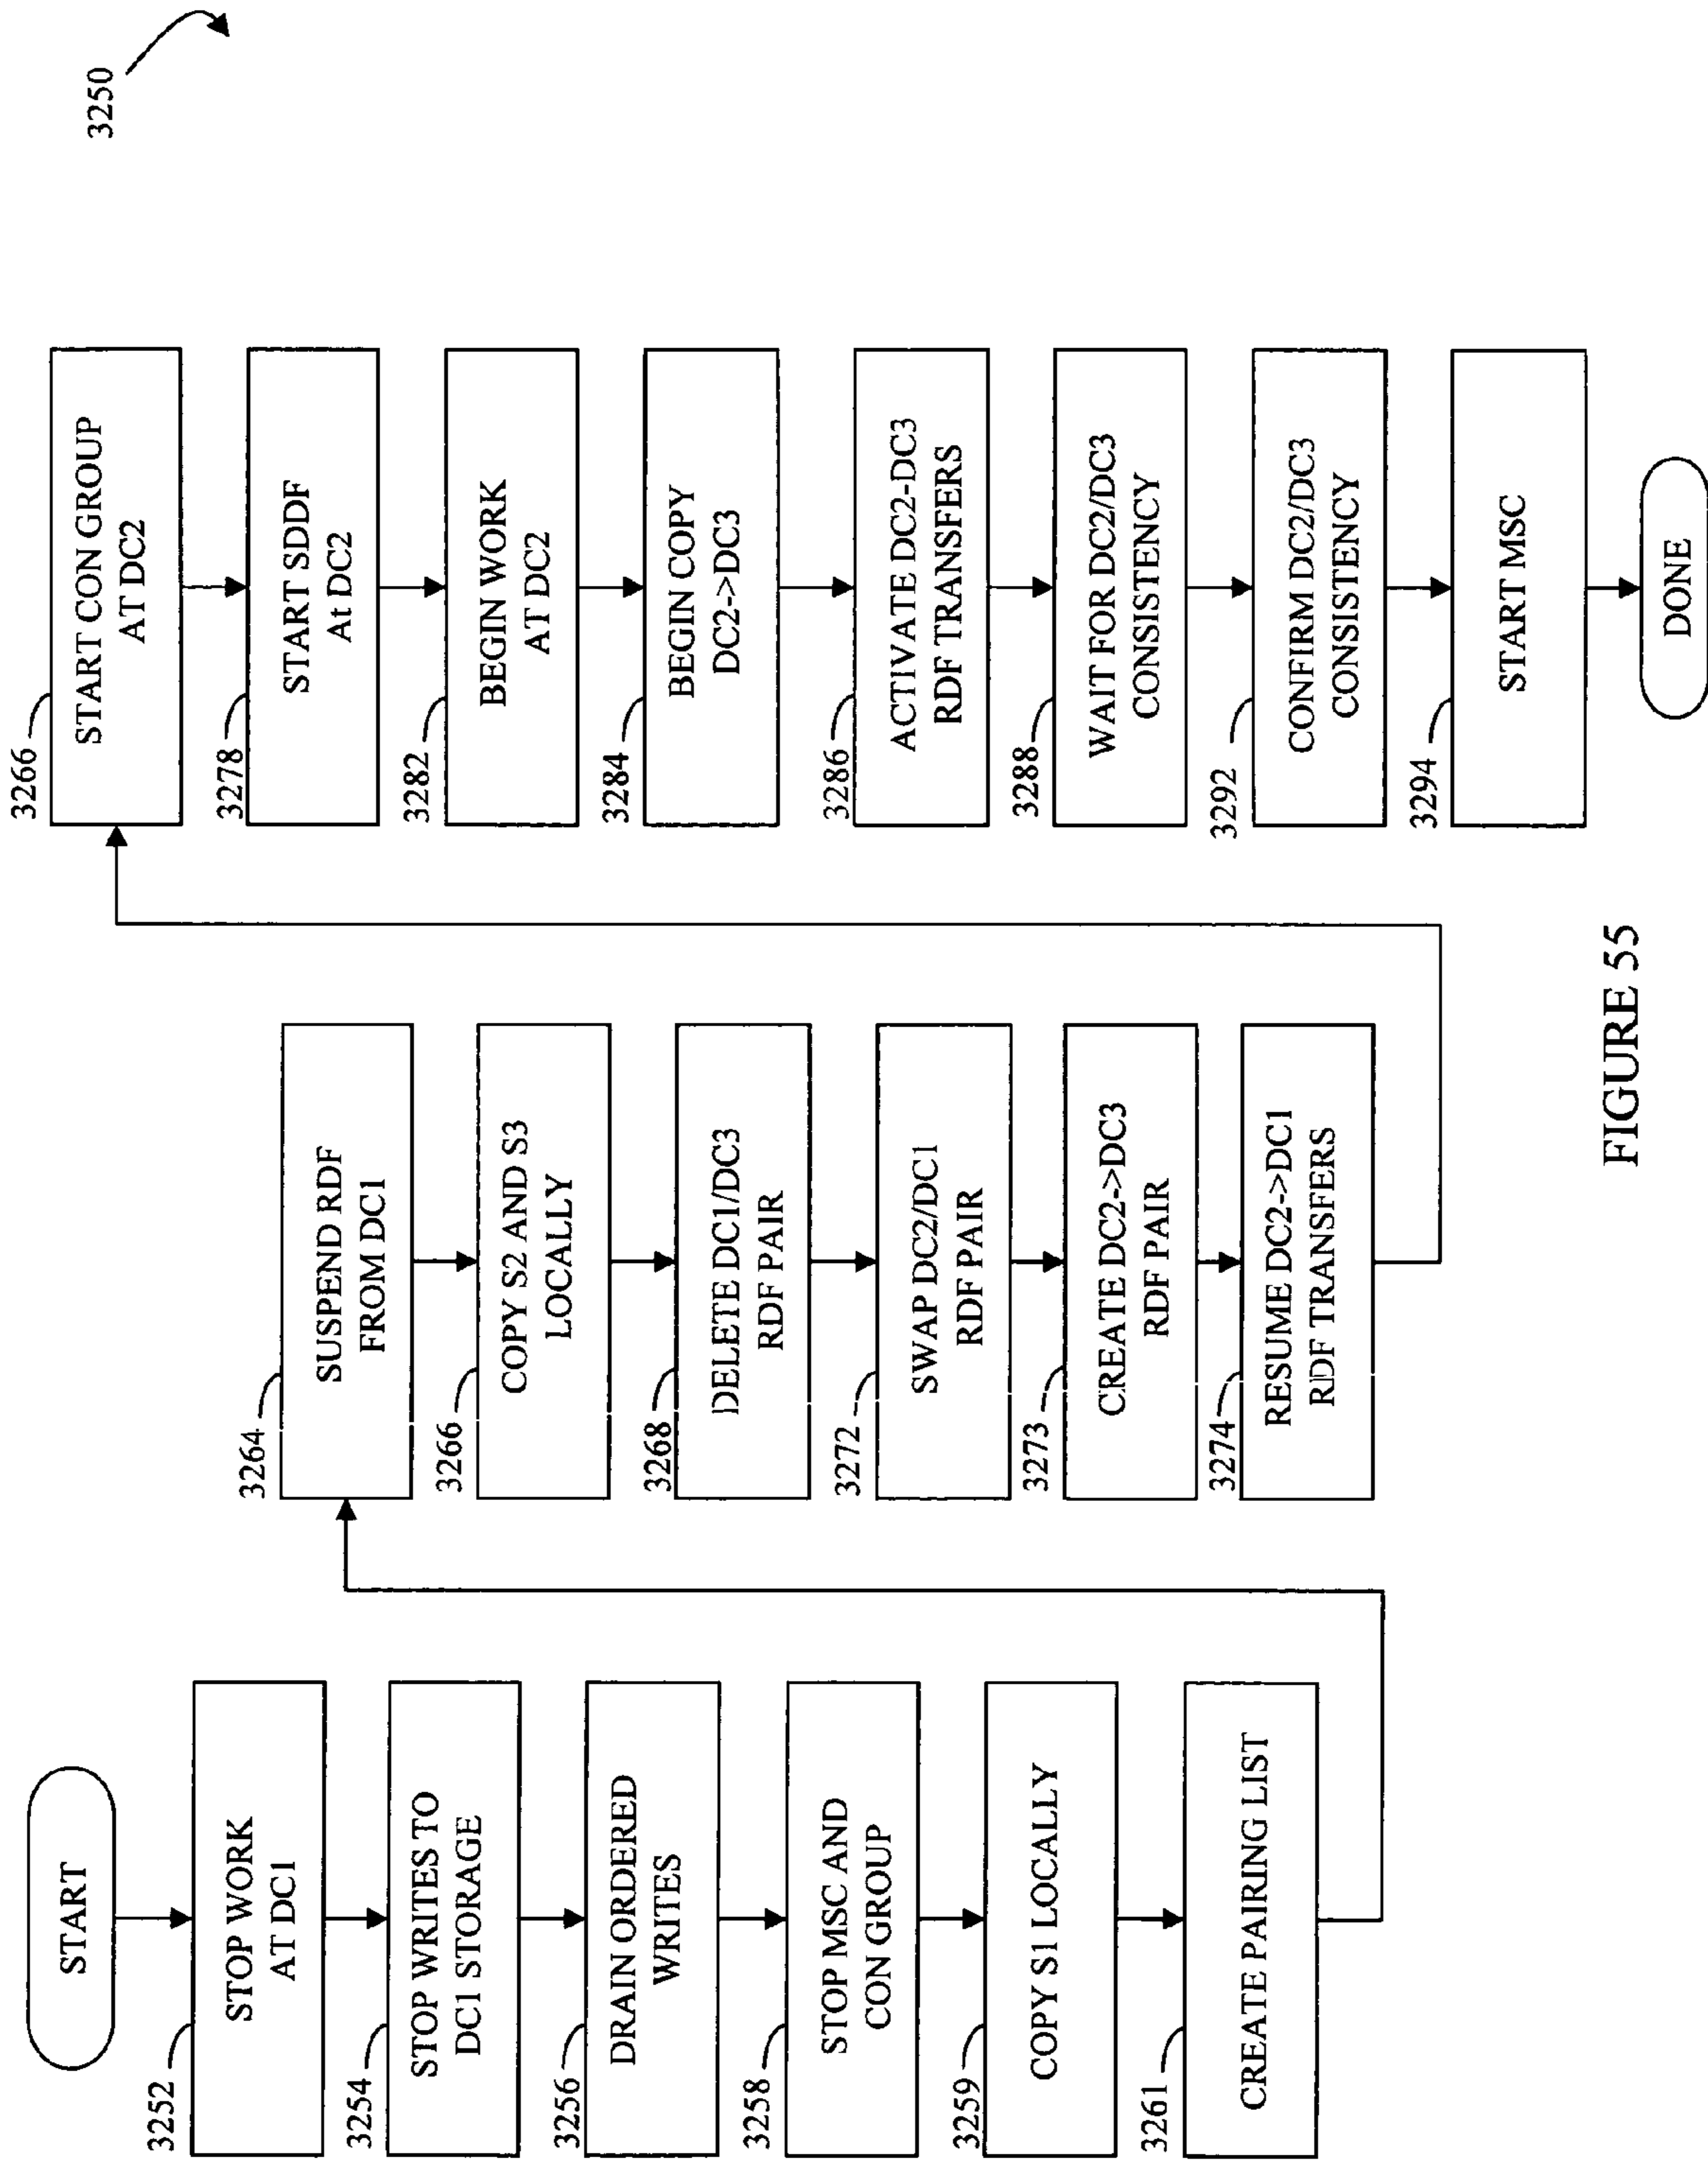 3250
START
3252
STOP WORK
AT DC1
3254
STOP WRITES TO
DC1 STORAGE
3256
DRAIN ORDERED
WRITES
3258
STOP MSC AND
CON GROUP
3259
COPY S1 LOCALLY
3261
CREATE PAIRING LIST
3264
SUSPEND RDF
FROM DC1
3266
COPY S2 AND S3
LOCALLY
3268
DELETE DC1/DC3
RDF PAIR
3272
SWAP DC2/DC1
RDF PAIR
3273
CREATE DC2->DC3
RDF PAIR
3274
RESUME DC2->DC1
RDF TRANSFERS
3266
START CON GROUP
AT DC2
3278
START SDDF
At DC2
3282
BEGIN WORK
AT DC2
3284
BEGIN COPY
DC2->DC3
3286
ACTIVATE DC2-DC3
RDF TRANSFERS
3288
WAIT FOR DC2/DC3
CONSISTENCY
3292
CONFIRM DC2/DC3
CONSISTENCY
3294
START MSC
DONE
FIGURE 55